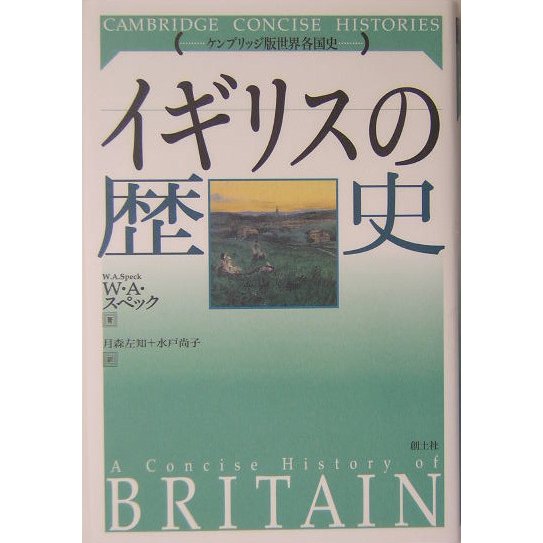 CAMBRIDGE CONCISE HISTORIES
(………ケンブリッジ版世界各国史………)
イギリスの
歴史
W.A.Speck
W・A・
スペック
著
月森左知+水戸尚子
訳
創土社
A Concise History of
BRITAIN